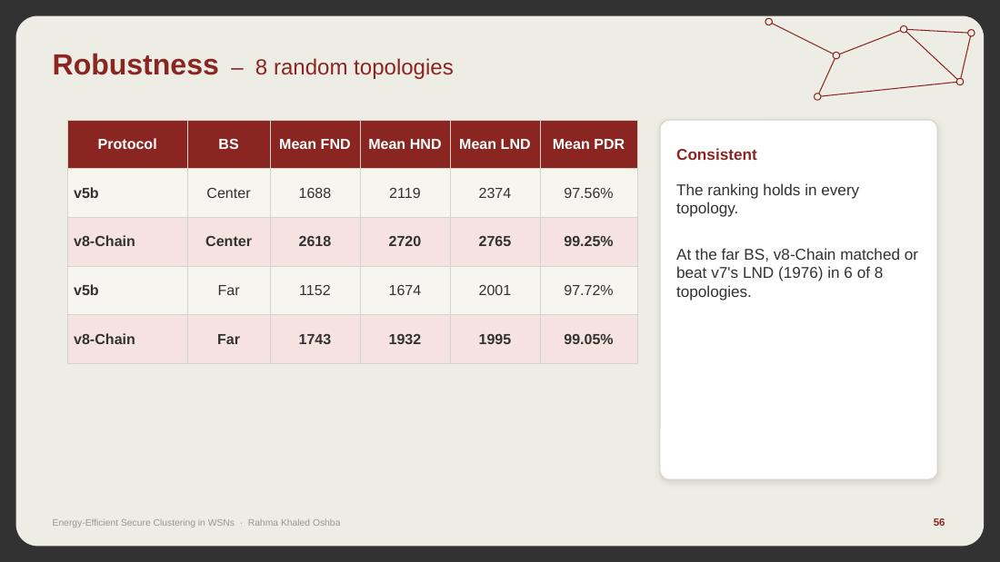 Robustness – 8 random topologies
Protocol BS Mean FND Mean HND Mean LND Mean PDR
v5b Center 1688 2119 2374 97.56%
v8-Chain Center 2618 2720 2765 99.25%
v5b Far 1152 1674 2001 97.72%
v8-Chain Far 1743 1932 1995 99.05%
Consistent
The ranking holds in every
topology.
At the far BS, v8-Chain matched or
beat v7's LND (1976) in 6 of 8
topologies.
Energy-Efficient Secure Clustering in WSNs · Rahma Khaled Oshba
56